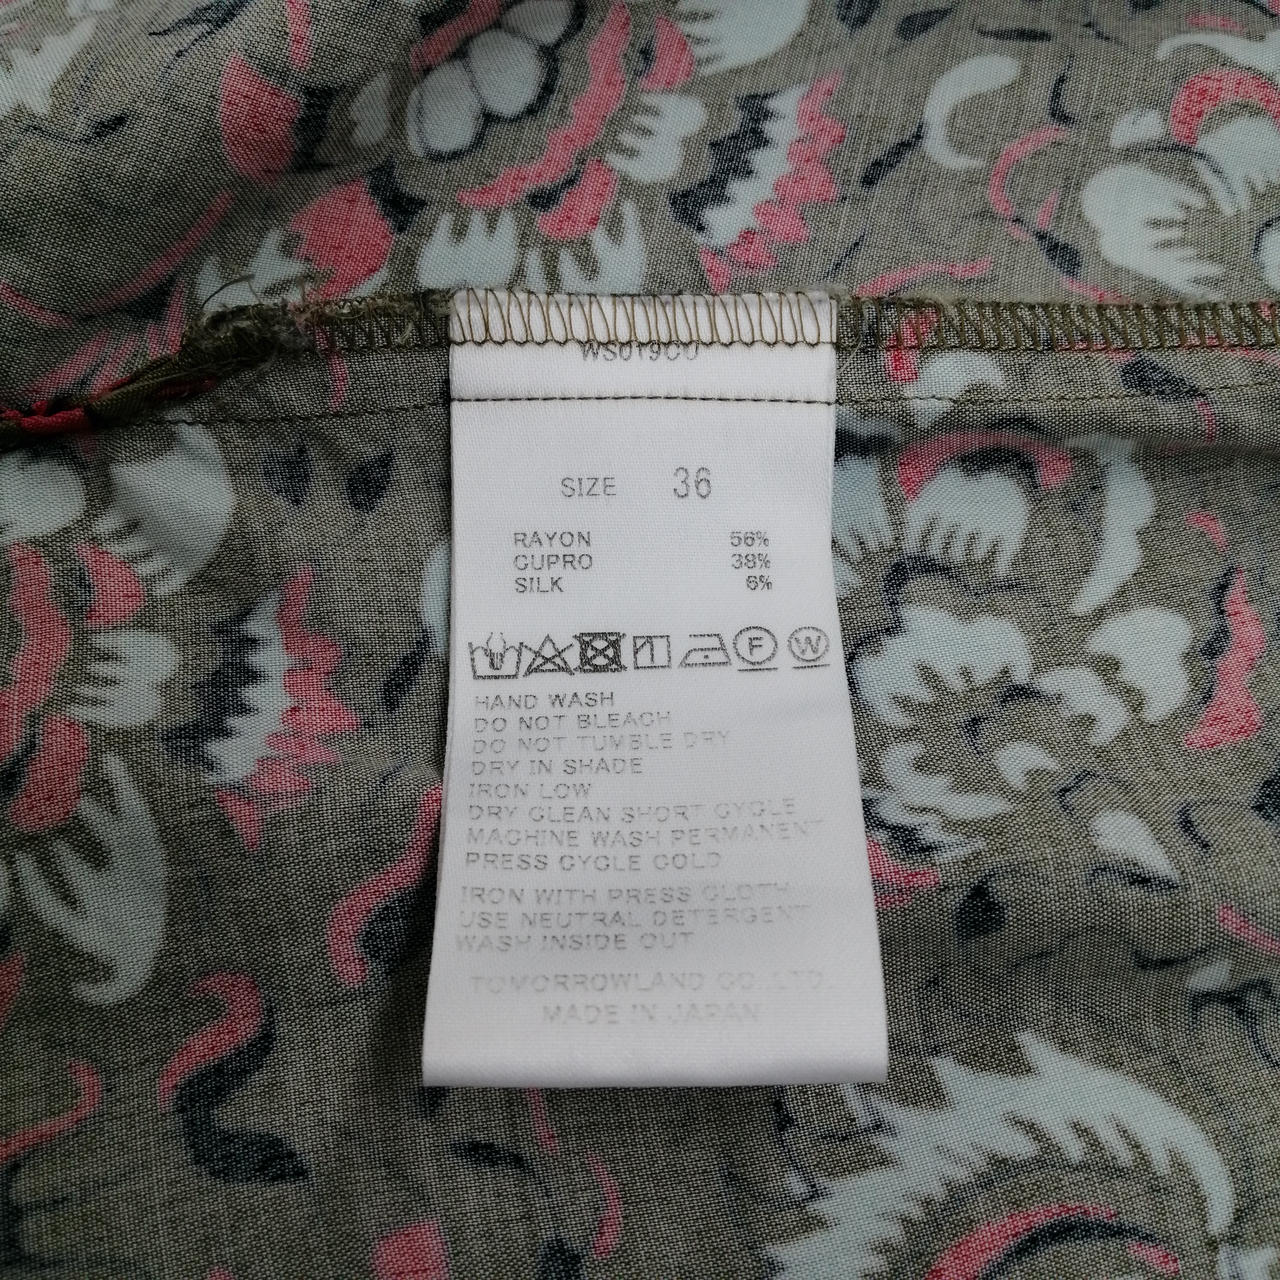 WS019CU
SIZE 36
RAYON 56%
CUPRO 38%
SILK 6%
F W
HAND WASH
DO NOT BLEACH
DO NOT TUMBLE DRY
DRY IN SHADE
IRON LOW
DRY CLEAN SHORT CYCLE
MACHINE WASH PERMANENT
PRESS CYCLE COLD
IRON WITH PRESS CLOTH
USE NEUTRAL DETERGENT
WASH INSIDE OUT
TOMORROWLAND CO.,LTD.
MADE IN JAPAN